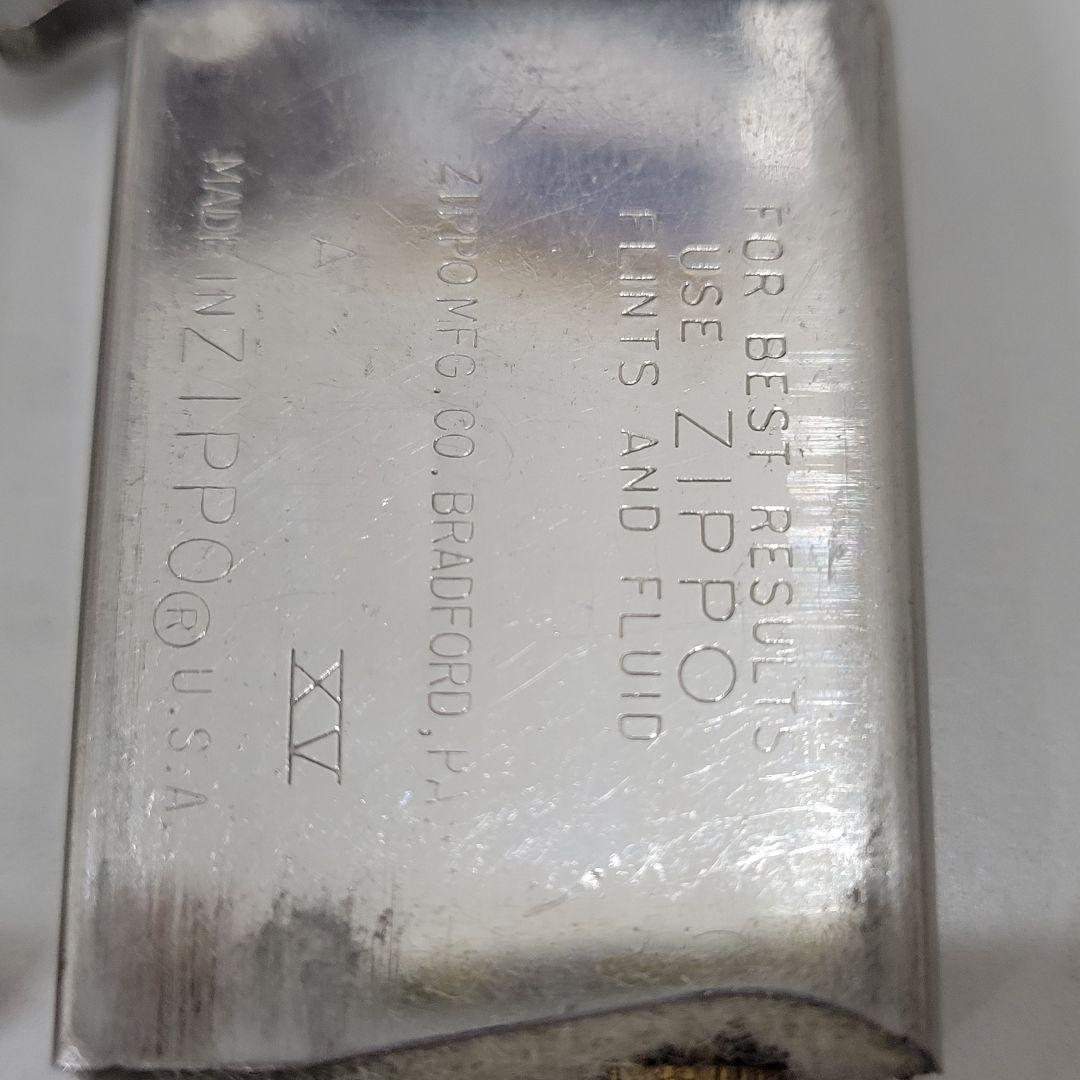 FOR BEST RESULTS
USE ZIPPO
FLINTS AND FLUID
ZIPPO MFG. CO. BRADFORD, PA
A XV
MADE IN ZIPPO® U.S.A